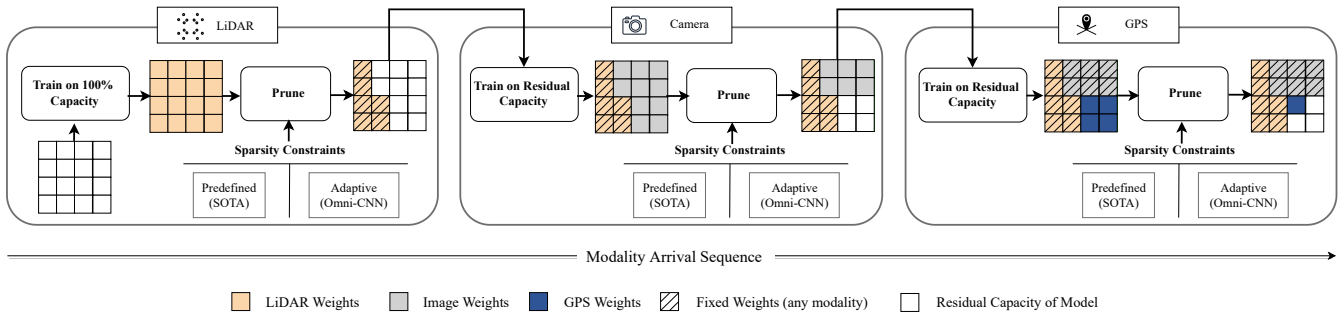 LiDAR
Train on 100%
Capacity
Prune
Sparsity Constraints
Predefined
(SOTA)
Adaptive
(Omni-CNN)
Camera
Train on Residual
Capacity
Prune
Sparsity Constraints
Predefined
(SOTA)
Adaptive
(Omni-CNN)
GPS
Train on Residual
Capacity
Prune
Sparsity Constraints
Predefined
(SOTA)
Adaptive
(Omni-CNN)
Modality Arrival Sequence
LiDAR Weights
Image Weights
GPS Weights
Fixed Weights (any modality)
Residual Capacity of Model